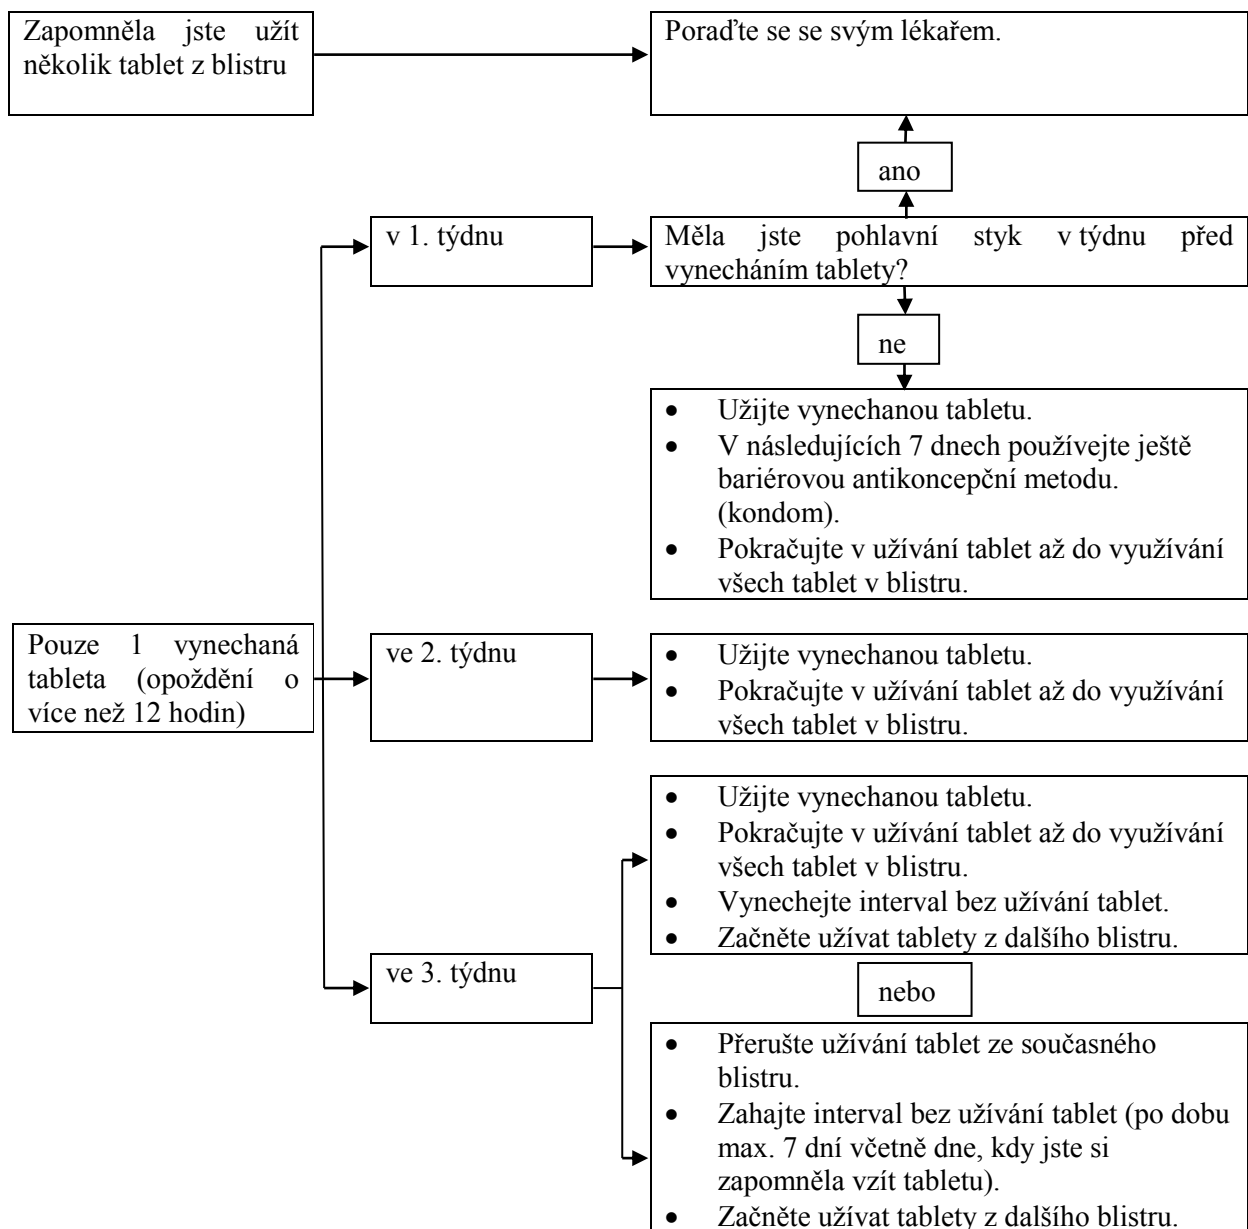 Zapomněla jste užít
několik tablet z blistru
Poraďte se se svým lékařem.
ano
v 1. týdnu
Měla jste pohlavní styk v týdnu před
vynecháním tablety?
ne
• Užijte vynechanou tabletu.
• V následujících 7 dnech používejte ještě
bariérovou antikoncepční metodu.
(kondom).
• Pokračujte v užívání tablet až do využívání
všech tablet v blistru.
Pouze 1 vynechaná
tableta (opoždění o
více než 12 hodin)
ve 2. týdnu
• Užijte vynechanou tabletu.
• Pokračujte v užívání tablet až do využívání
všech tablet v blistru.
• Užijte vynechanou tabletu.
• Pokračujte v užívání tablet až do využívání
všech tablet v blistru.
• Vynechejte interval bez užívání tablet.
• Začněte užívat tablety z dalšího blistru.
ve 3. týdnu
nebo
• Přerušte užívání tablet ze současného
blistru.
• Zahajte interval bez užívání tablet (po dobu
max. 7 dní včetně dne, kdy jste si
zapomněla vzít tabletu).
• Začněte užívat tablety z dalšího blistru.